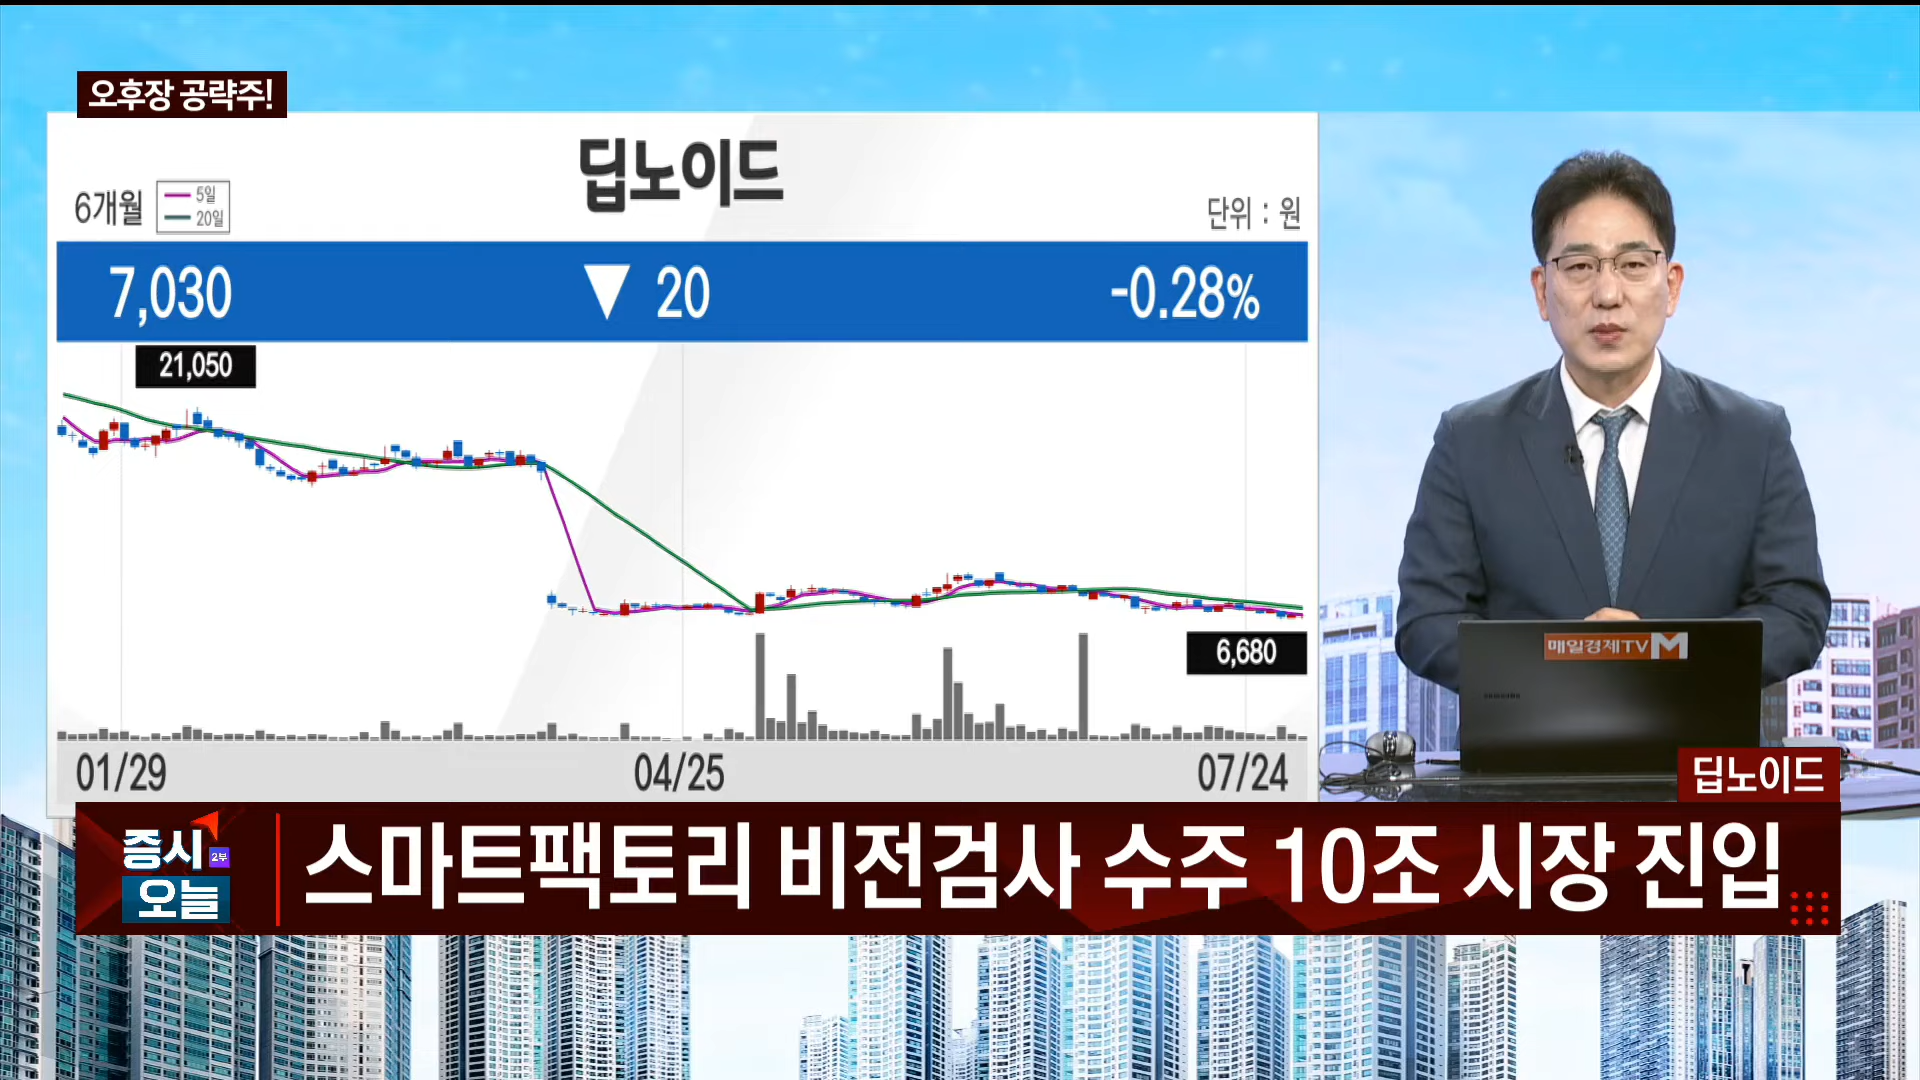 오후장 공략주!
딥노이드
6개월
5일
20일
단위 : 원
7,030 ▼ 20 -0.28%
21,050
6,680
01/29 04/25 07/24
매일경제TV M
SAMSUNG
딥노이드
증시 2부
오늘
스마트팩토리 비전검사 수주 10조 시장 진입